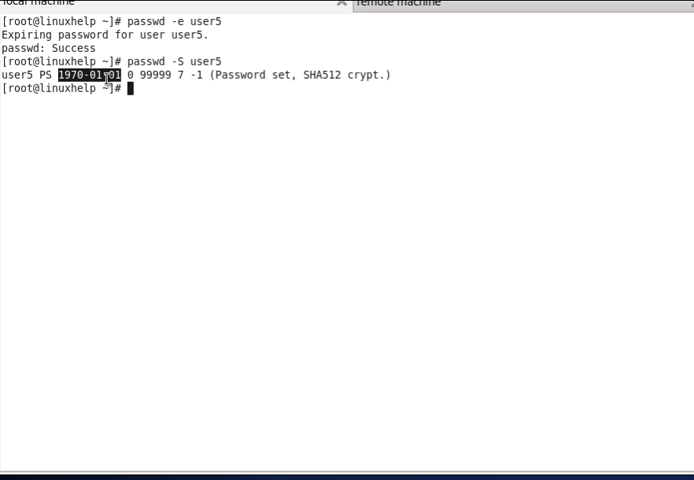 local machine
remote machine
[root@linuxhelp ~]# passwd -e user5
Expiring password for user user5.
passwd: Success
[root@linuxhelp ~]# passwd -S user5
user5 PS 1970-01-01 0 99999 7 -1 (Password set, SHA512 crypt.)
[root@linuxhelp ~]#